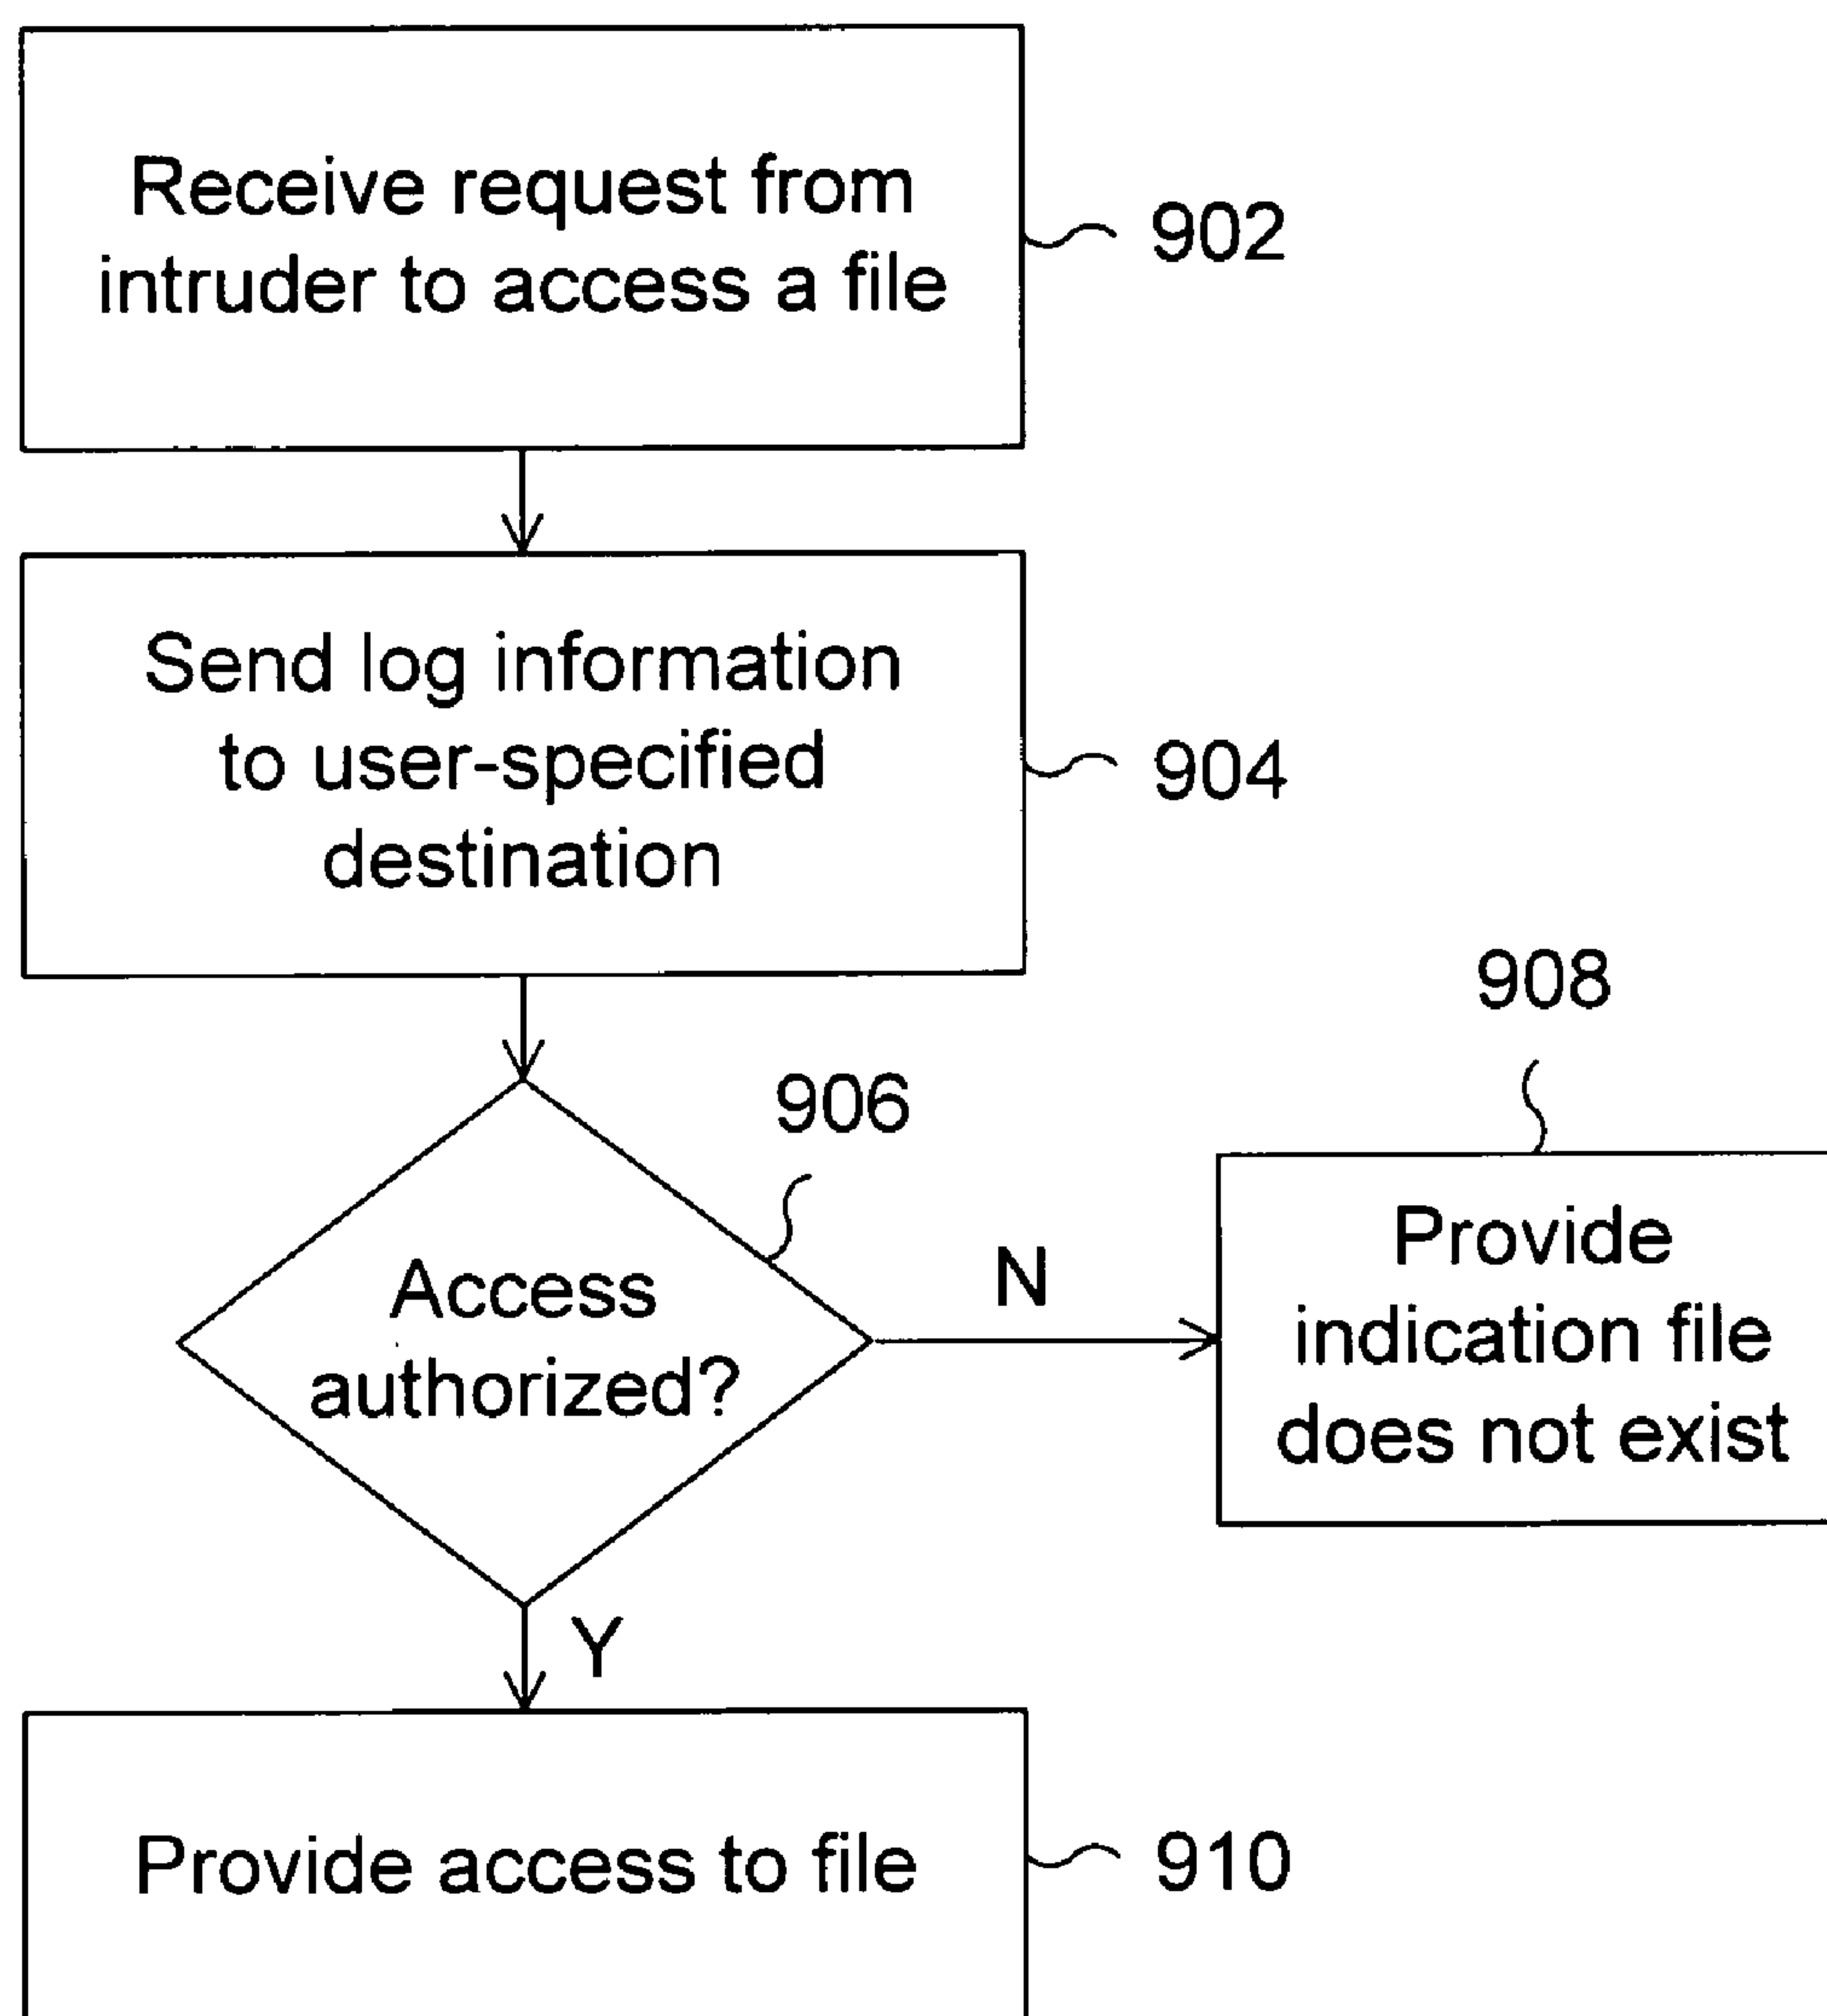 Receive request from
intruder to access a file
902
Send log information
to user-specified
destination
904
906
Access
authorized?
N
908
Provide
indication file
does not exist
Y
Provide access to file
910